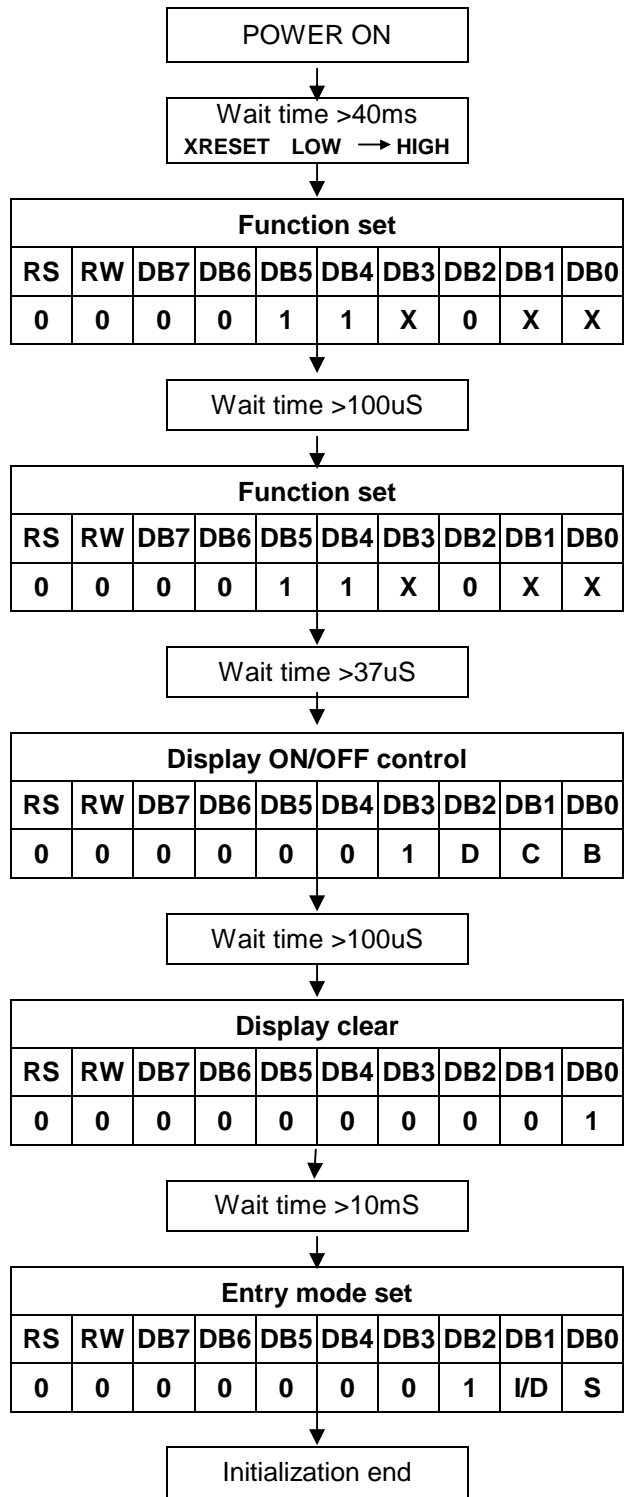 POWER ON
Wait time >40ms
XRESET LOW → HIGH
Function set
RS RW DB7 DB6 DB5 DB4 DB3 DB2 DB1 DB0
0 0 0 0 1 1 X 0 X X
Wait time >100uS
Function set
RS RW DB7 DB6 DB5 DB4 DB3 DB2 DB1 DB0
0 0 0 0 1 1 X 0 X X
Wait time >37uS
Display ON/OFF control
RS RW DB7 DB6 DB5 DB4 DB3 DB2 DB1 DB0
0 0 0 0 0 0 1 D C B
Wait time >100uS
Display clear
RS RW DB7 DB6 DB5 DB4 DB3 DB2 DB1 DB0
0 0 0 0 0 0 0 0 0 1
Wait time >10mS
Entry mode set
RS RW DB7 DB6 DB5 DB4 DB3 DB2 DB1 DB0
0 0 0 0 0 0 0 1 I/D S
Initialization end